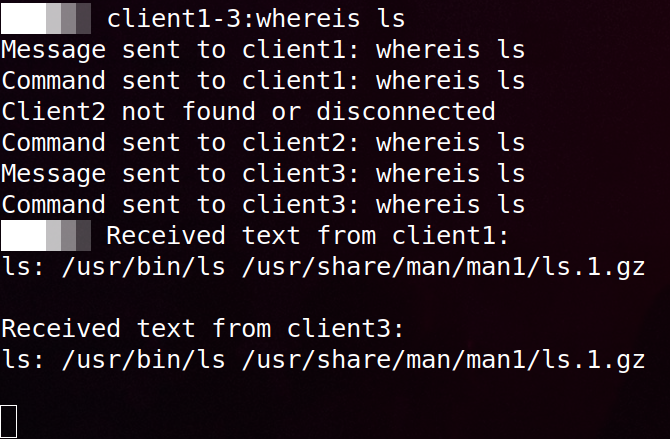 client1-3:whereis ls
Message sent to client1: whereis ls
Command sent to client1: whereis ls
Client2 not found or disconnected
Command sent to client2: whereis ls
Message sent to client3: whereis ls
Command sent to client3: whereis ls
Received text from client1:
ls: /usr/bin/ls /usr/share/man/man1/ls.1.gz
Received text from client3:
ls: /usr/bin/ls /usr/share/man/man1/ls.1.gz